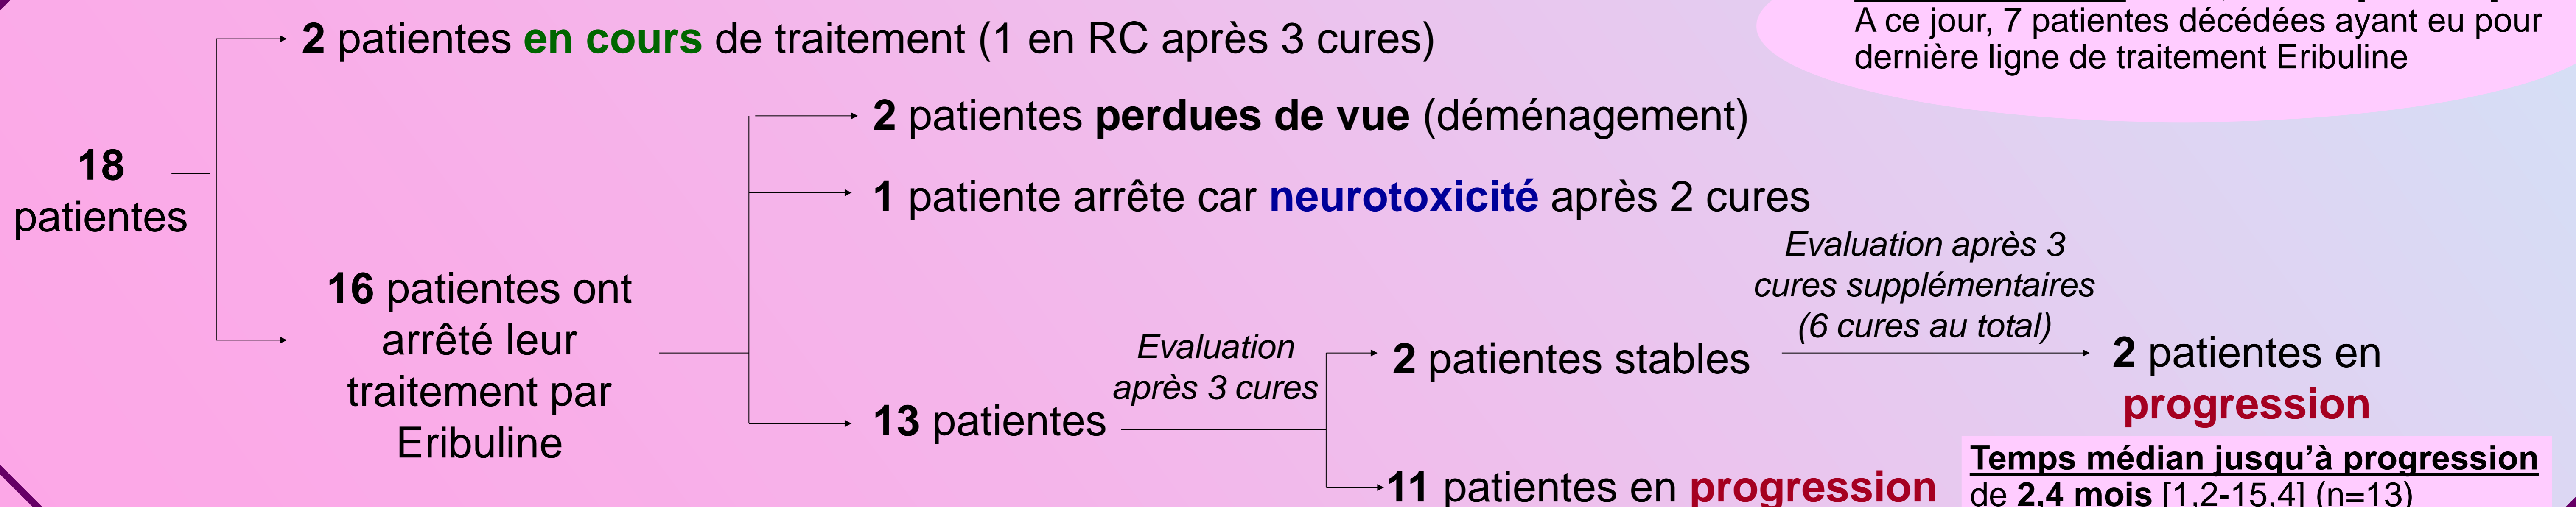 A ce jour, 7 patientes décédées ayant eu pour
dernière ligne de traitement Eribuline
2 patientes en cours de traitement (1 en RC après 3 cures)
2 patientes perdues de vue (déménagement)
18
patientes
1 patiente arrête car neurotoxicité après 2 cures
16 patientes ont
arrêté leur
traitement par
Eribuline
Evaluation
après 3 cures
13 patientes
2 patientes stables
Evaluation après 3
cures supplémentaires
(6 cures au total)
2 patientes en
progression
11 patientes en progression
Temps médian jusqu’à progression
de 2,4 mois [1,2-15,4] (n=13)